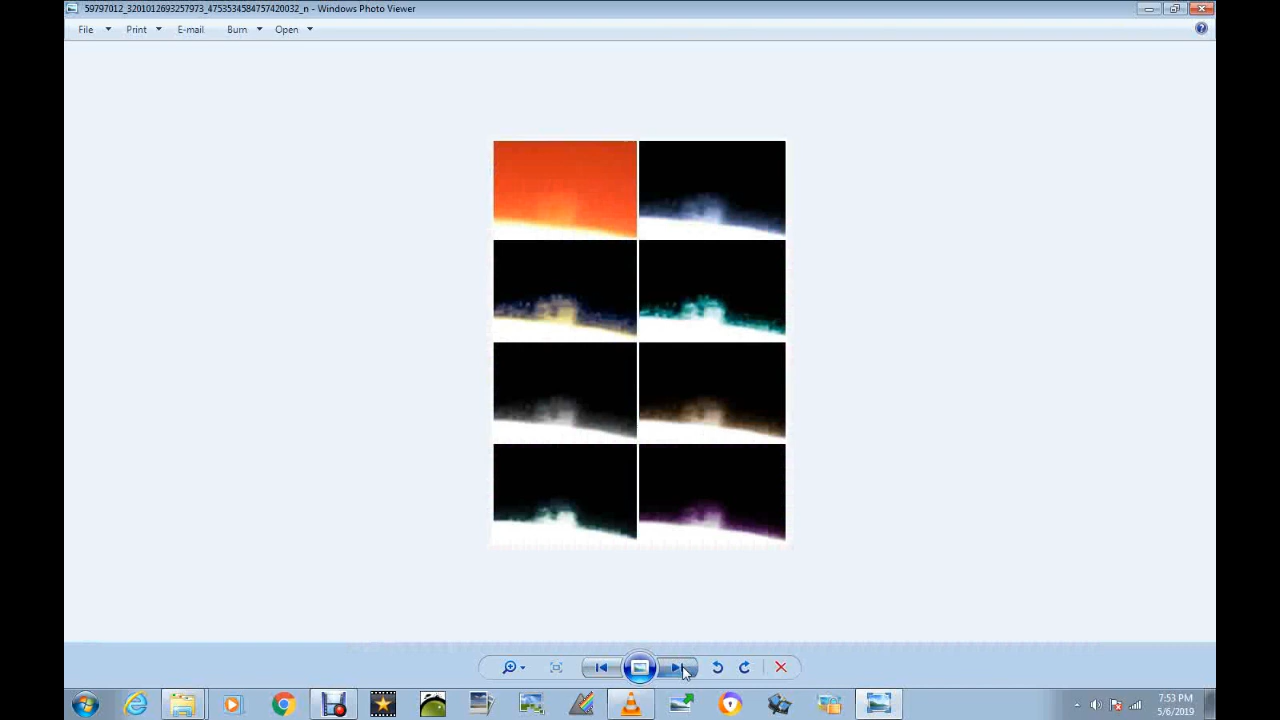 59797012_3201012693257973_4753534584757420032_n - Windows Photo Viewer
File Print E-mail Burn Open
7:53 PM
5/6/2019